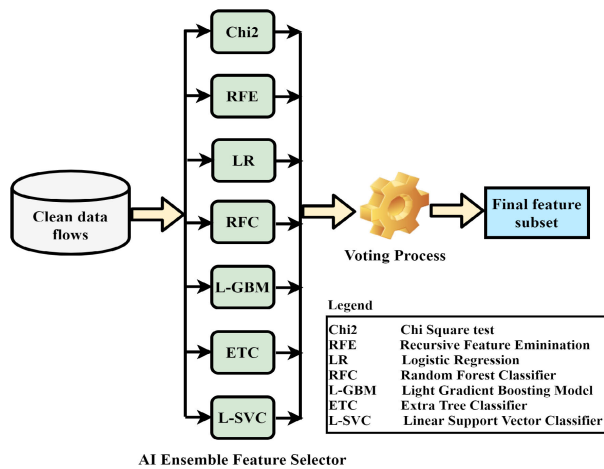 Chi2
RFE
LR
Clean data
flows
RFC
Voting Process
Final feature
subset
L-GBM
ETC
L-SVC
AI Ensemble Feature Selector
Legend
Chi2 Chi Square test
RFE Recursive Feature Eminination
LR Logistic Regression
RFC Random Forest Classifier
L-GBM Light Gradient Boosting Model
ETC Extra Tree Classifier
L-SVC Linear Support Vector Classifier